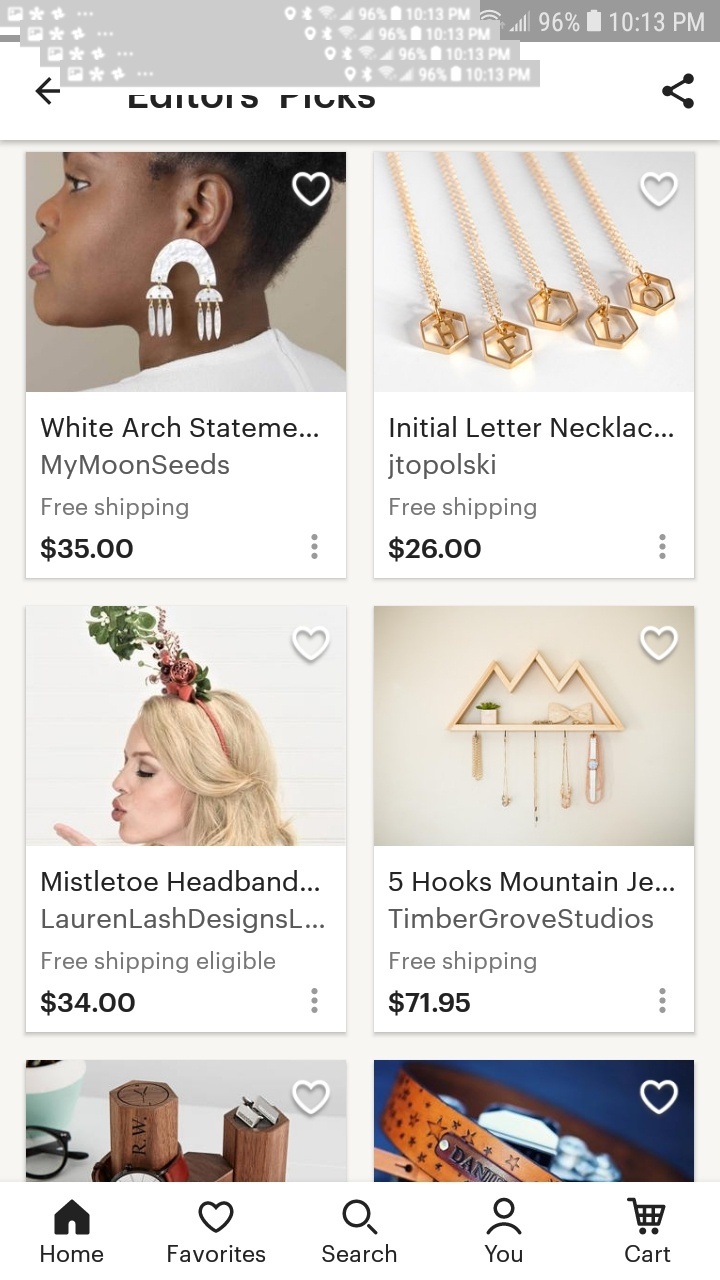 96% 10:13 PM
96% 10:13 PM
96% 10:13 PM
96% 10:13 PM
96% 10:13 PM
Editors' Picks
H E L L O
White Arch Stateme...
MyMoonSeeds
Free shipping
$35.00
Initial Letter Necklac...
jtopolski
Free shipping
$26.00
Mistletoe Headband...
LaurenLashDesignsL...
Free shipping eligible
$34.00
5 Hooks Mountain Je...
TimberGroveStudios
Free shipping
$71.95
R.W.
Home
Favorites
Search
You
Cart